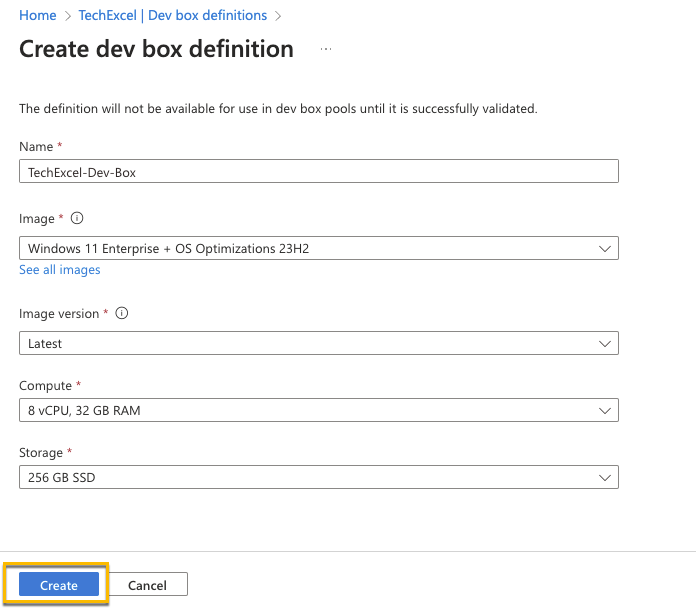 Home > TechExcel | Dev box definitions >
Create dev box definition ...
The definition will not be available for use in dev box pools until it is successfully validated.
Name *
TechExcel-Dev-Box
Image *
Windows 11 Enterprise + OS Optimizations 23H2
See all images
Image version *
Latest
Compute *
8 vCPU, 32 GB RAM
Storage *
256 GB SSD
Create Cancel